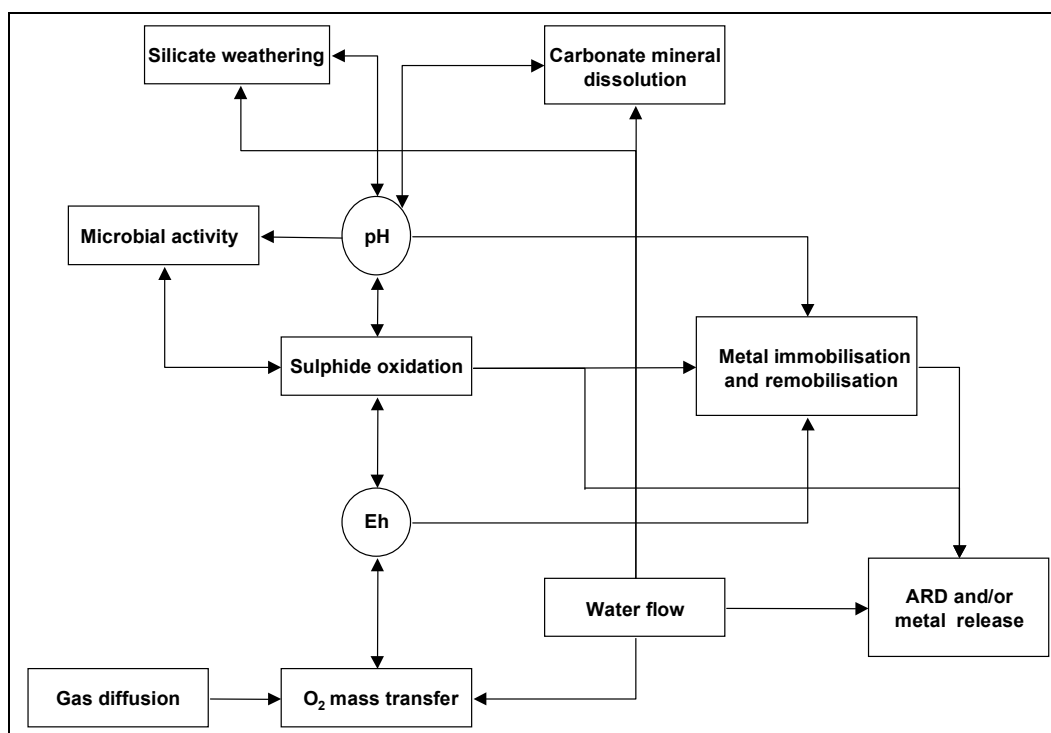 Silicate weathering
Carbonate mineral
dissolution
Microbial activity
pH
Sulphide oxidation
Metal immobilisation
and remobilisation
Eh
Water flow
ARD and/or
metal release
Gas diffusion
O₂ mass transfer